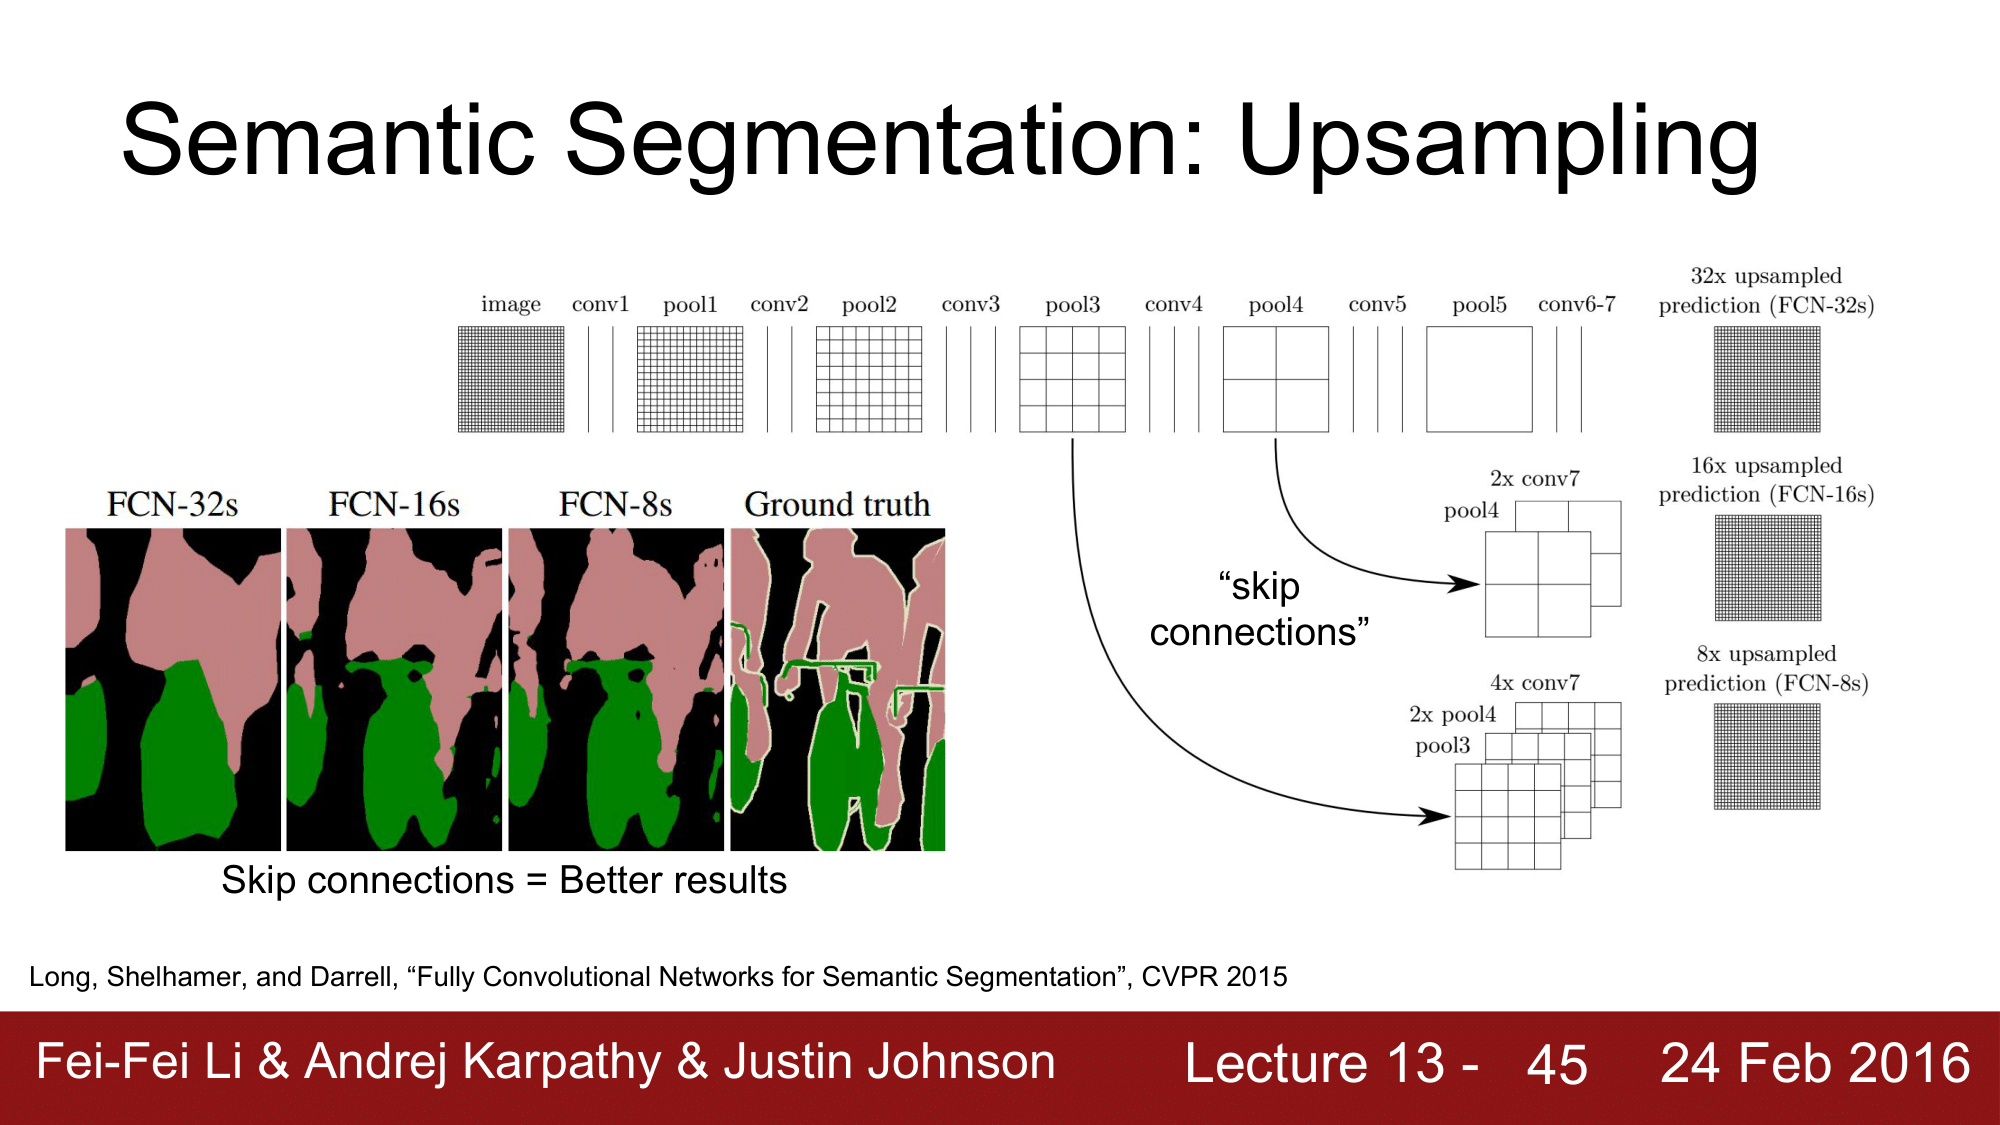 Semantic Segmentation: Upsampling
image conv1 pool1 conv2 pool2 conv3 pool3 conv4 pool4 conv5 pool5 conv6-7
32x upsampled
prediction (FCN-32s)
16x upsampled
prediction (FCN-16s)
2x conv7
pool4
8x upsampled
prediction (FCN-8s)
4x conv7
2x pool4
pool3
“skip
connections”
FCN-32s FCN-16s FCN-8s Ground truth
Skip connections = Better results
Long, Shelhamer, and Darrell, “Fully Convolutional Networks for Semantic Segmentation”, CVPR 2015
Fei-Fei Li & Andrej Karpathy & Justin Johnson
Lecture 13 - 45
24 Feb 2016